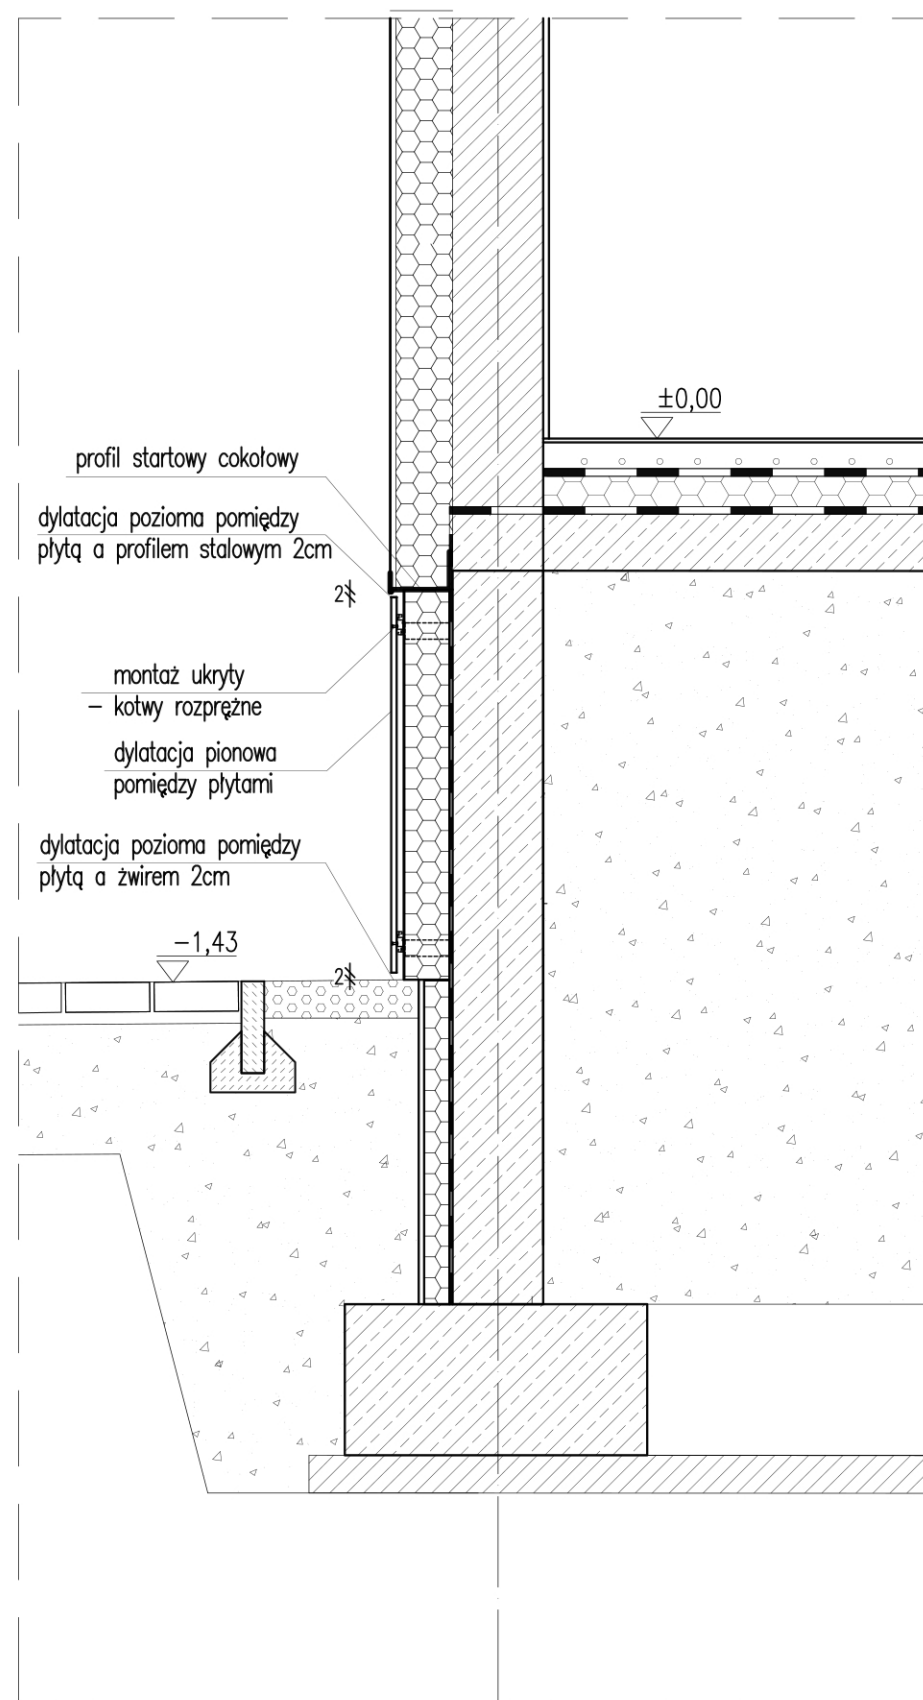 ±0,00
profil startowy cokołowy
dylatacja pozioma pomiędzy
płytą a profilem stalowym 2cm
2
montaż ukryty
– kotwy rozprężne
dylatacja pionowa
pomiędzy płytami
dylatacja pozioma pomiędzy
płytą a żwirem 2cm
-1,43
2